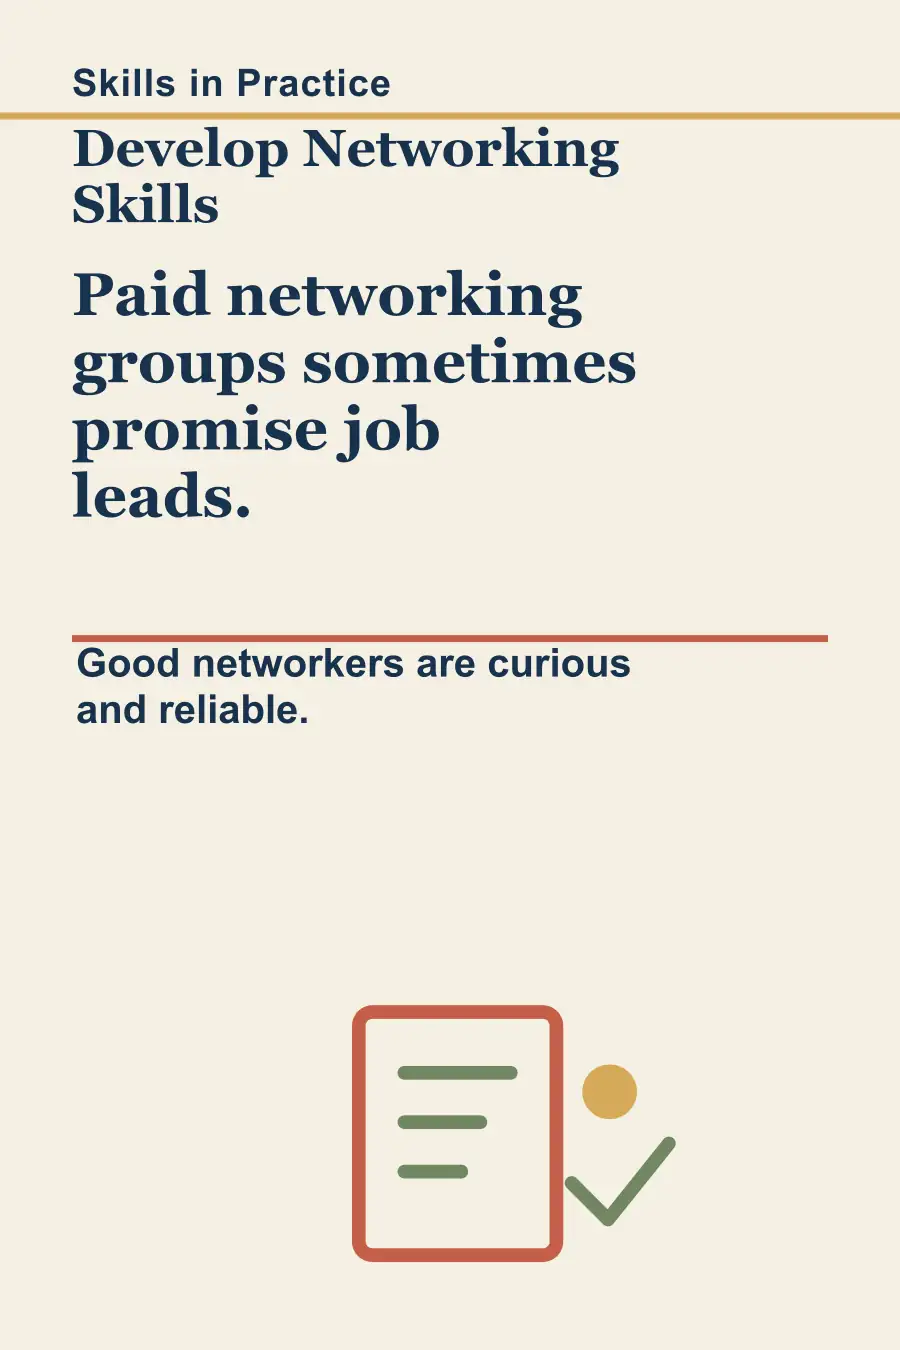 Skills in Practice
Develop Networking
Skills
Paid networking
groups sometimes
promise job
leads.
Good networkers are curious
and reliable.